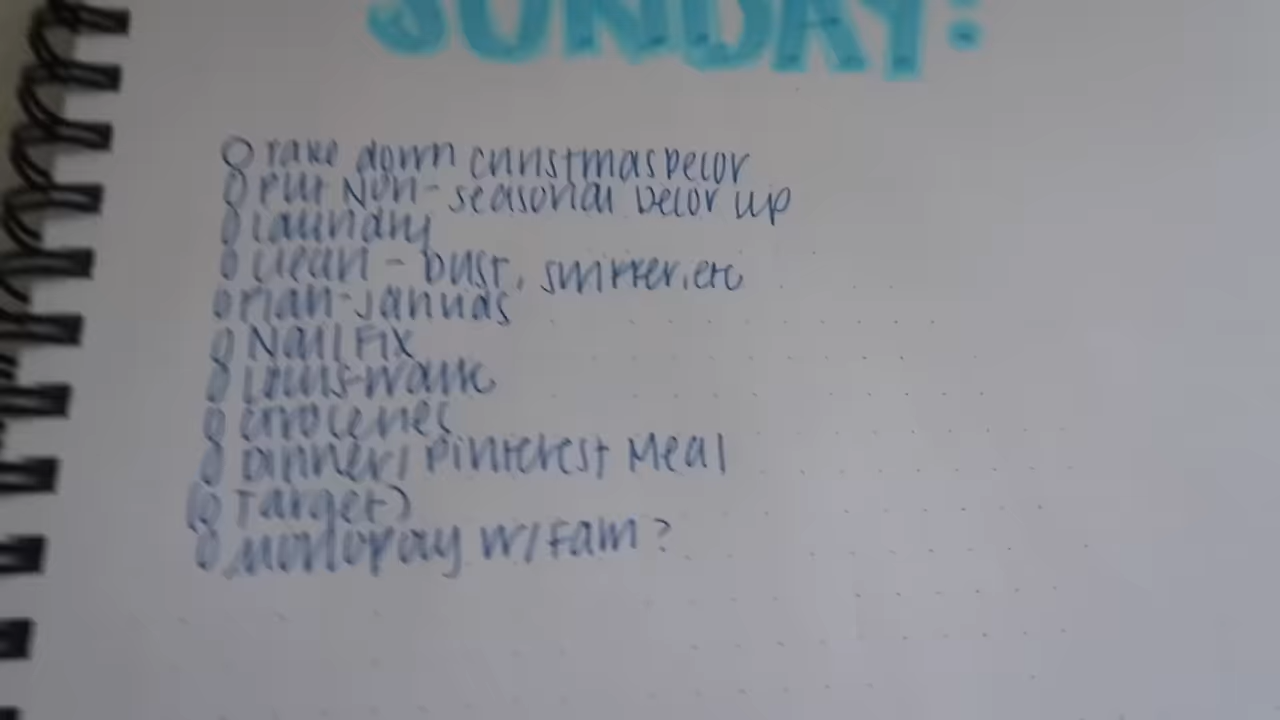 SUNDAY:
Take down Christmas Decor
Put Non-seasonal Decor up
Laundry
Clean - Dust, Swiffer, etc
Plan-
Nail Fix
Groceries
Dinner/Pinterest Meal
(Target)
w/Fam?